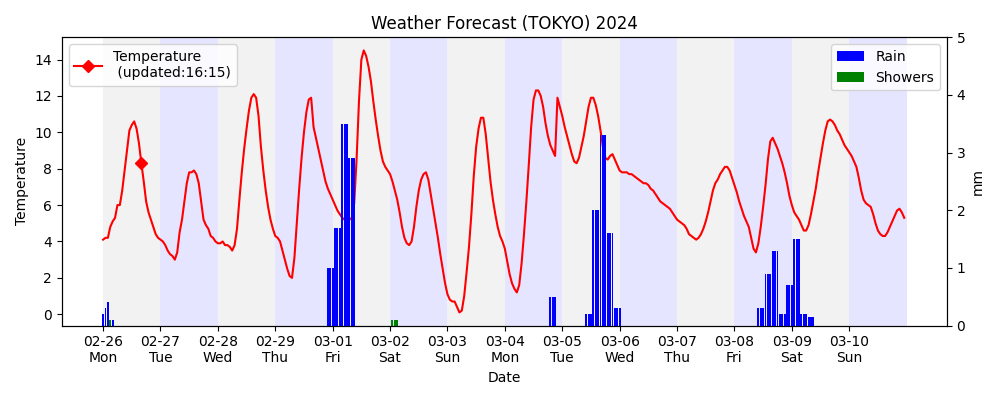 Weather Forecast (TOKYO) 2024
Temperature
(updated:16:15)
Rain
Showers
Temperature
14
12
10
8
6
4
2
0
mm
5
4
3
2
1
0
02-26 02-27 02-28 02-29 03-01 03-02 03-03 03-04 03-05 03-06 03-07 03-08 03-09 03-10
Mon Tue Wed Thu Fri Sat Sun Mon Tue Wed Thu Fri Sat Sun
Date